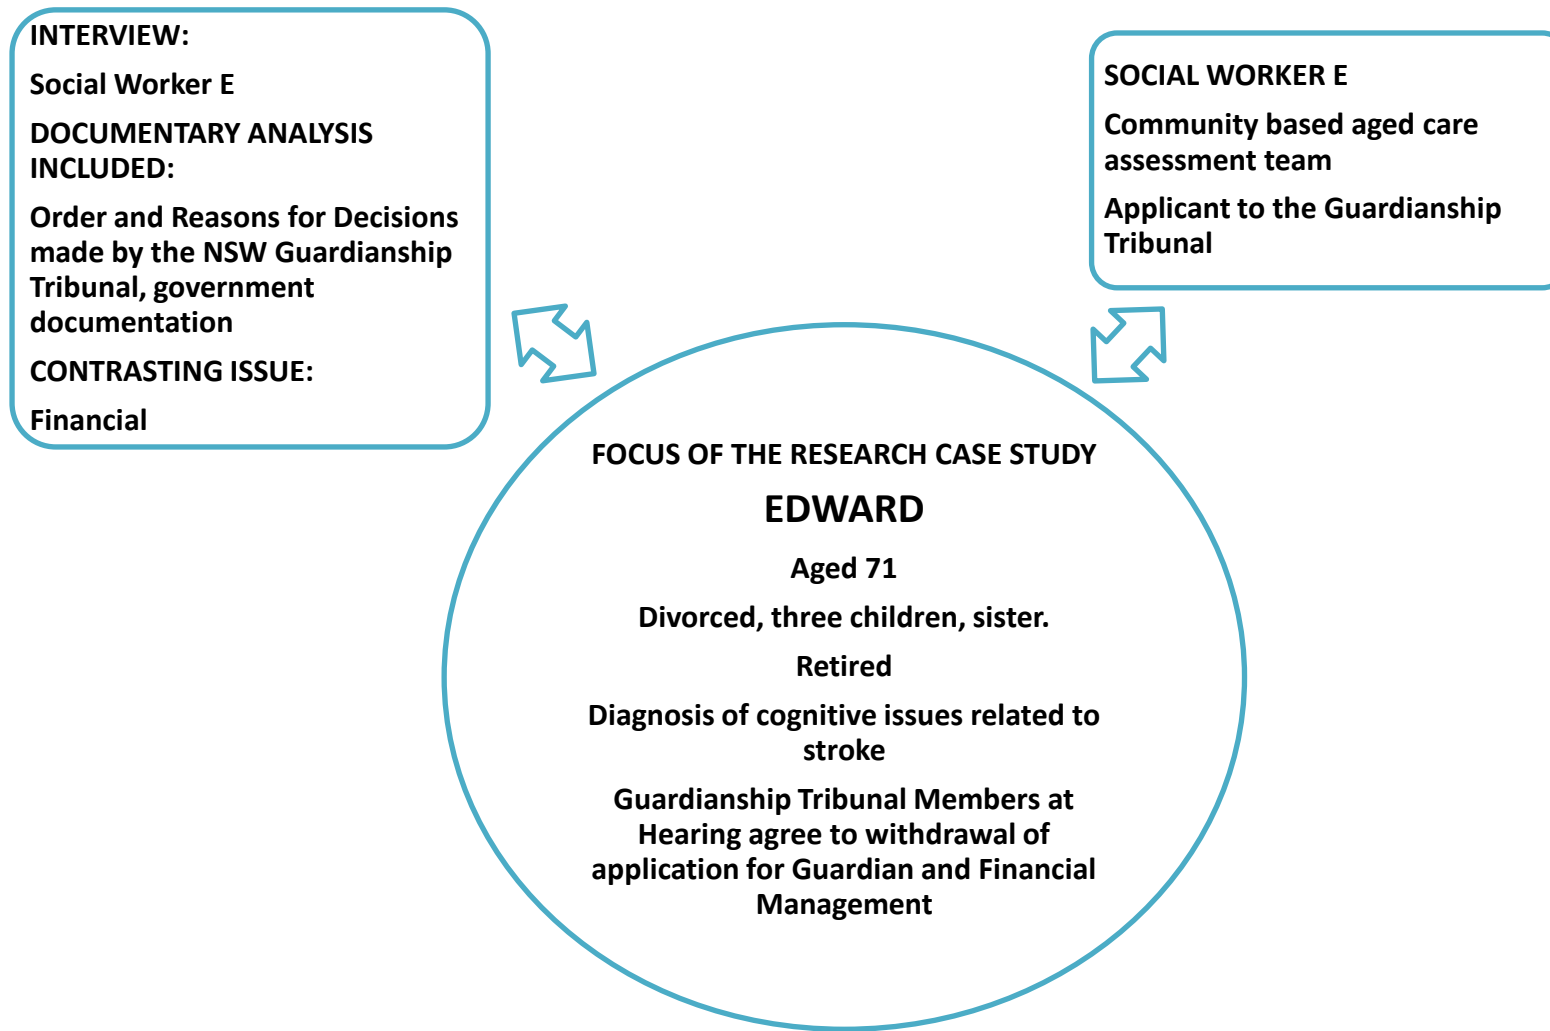 INTERVIEW:
Social Worker E
DOCUMENTARY ANALYSIS
INCLUDED:
Order and Reasons for Decisions
made by the NSW Guardianship
Tribunal, government
documentation
CONTRASTING ISSUE:
Financial
SOCIAL WORKER E
Community based aged care
assessment team
Applicant to the Guardianship
Tribunal
FOCUS OF THE RESEARCH CASE STUDY
EDWARD
Aged 71
Divorced, three children, sister.
Retired
Diagnosis of cognitive issues related to
stroke
Guardianship Tribunal Members at
Hearing agree to withdrawal of
application for Guardian and Financial
Management